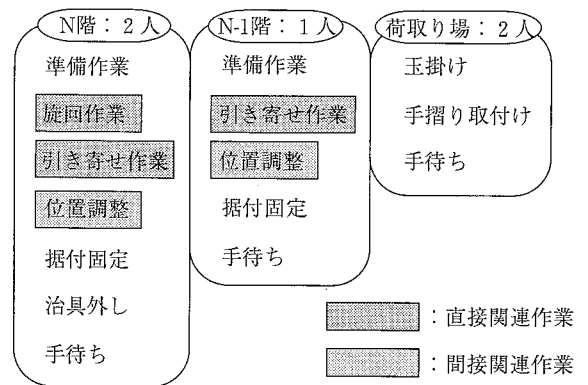 N階：2人
準備作業
旋回作業
引き寄せ作業
位置調整
据付固定
治具外し
手待ち
N-1階：1人
準備作業
引き寄せ作業
位置調整
据付固定
手待ち
荷取り場：2人
玉掛け
手摺り取付け
手待ち
：直接関連作業
：間接関連作業